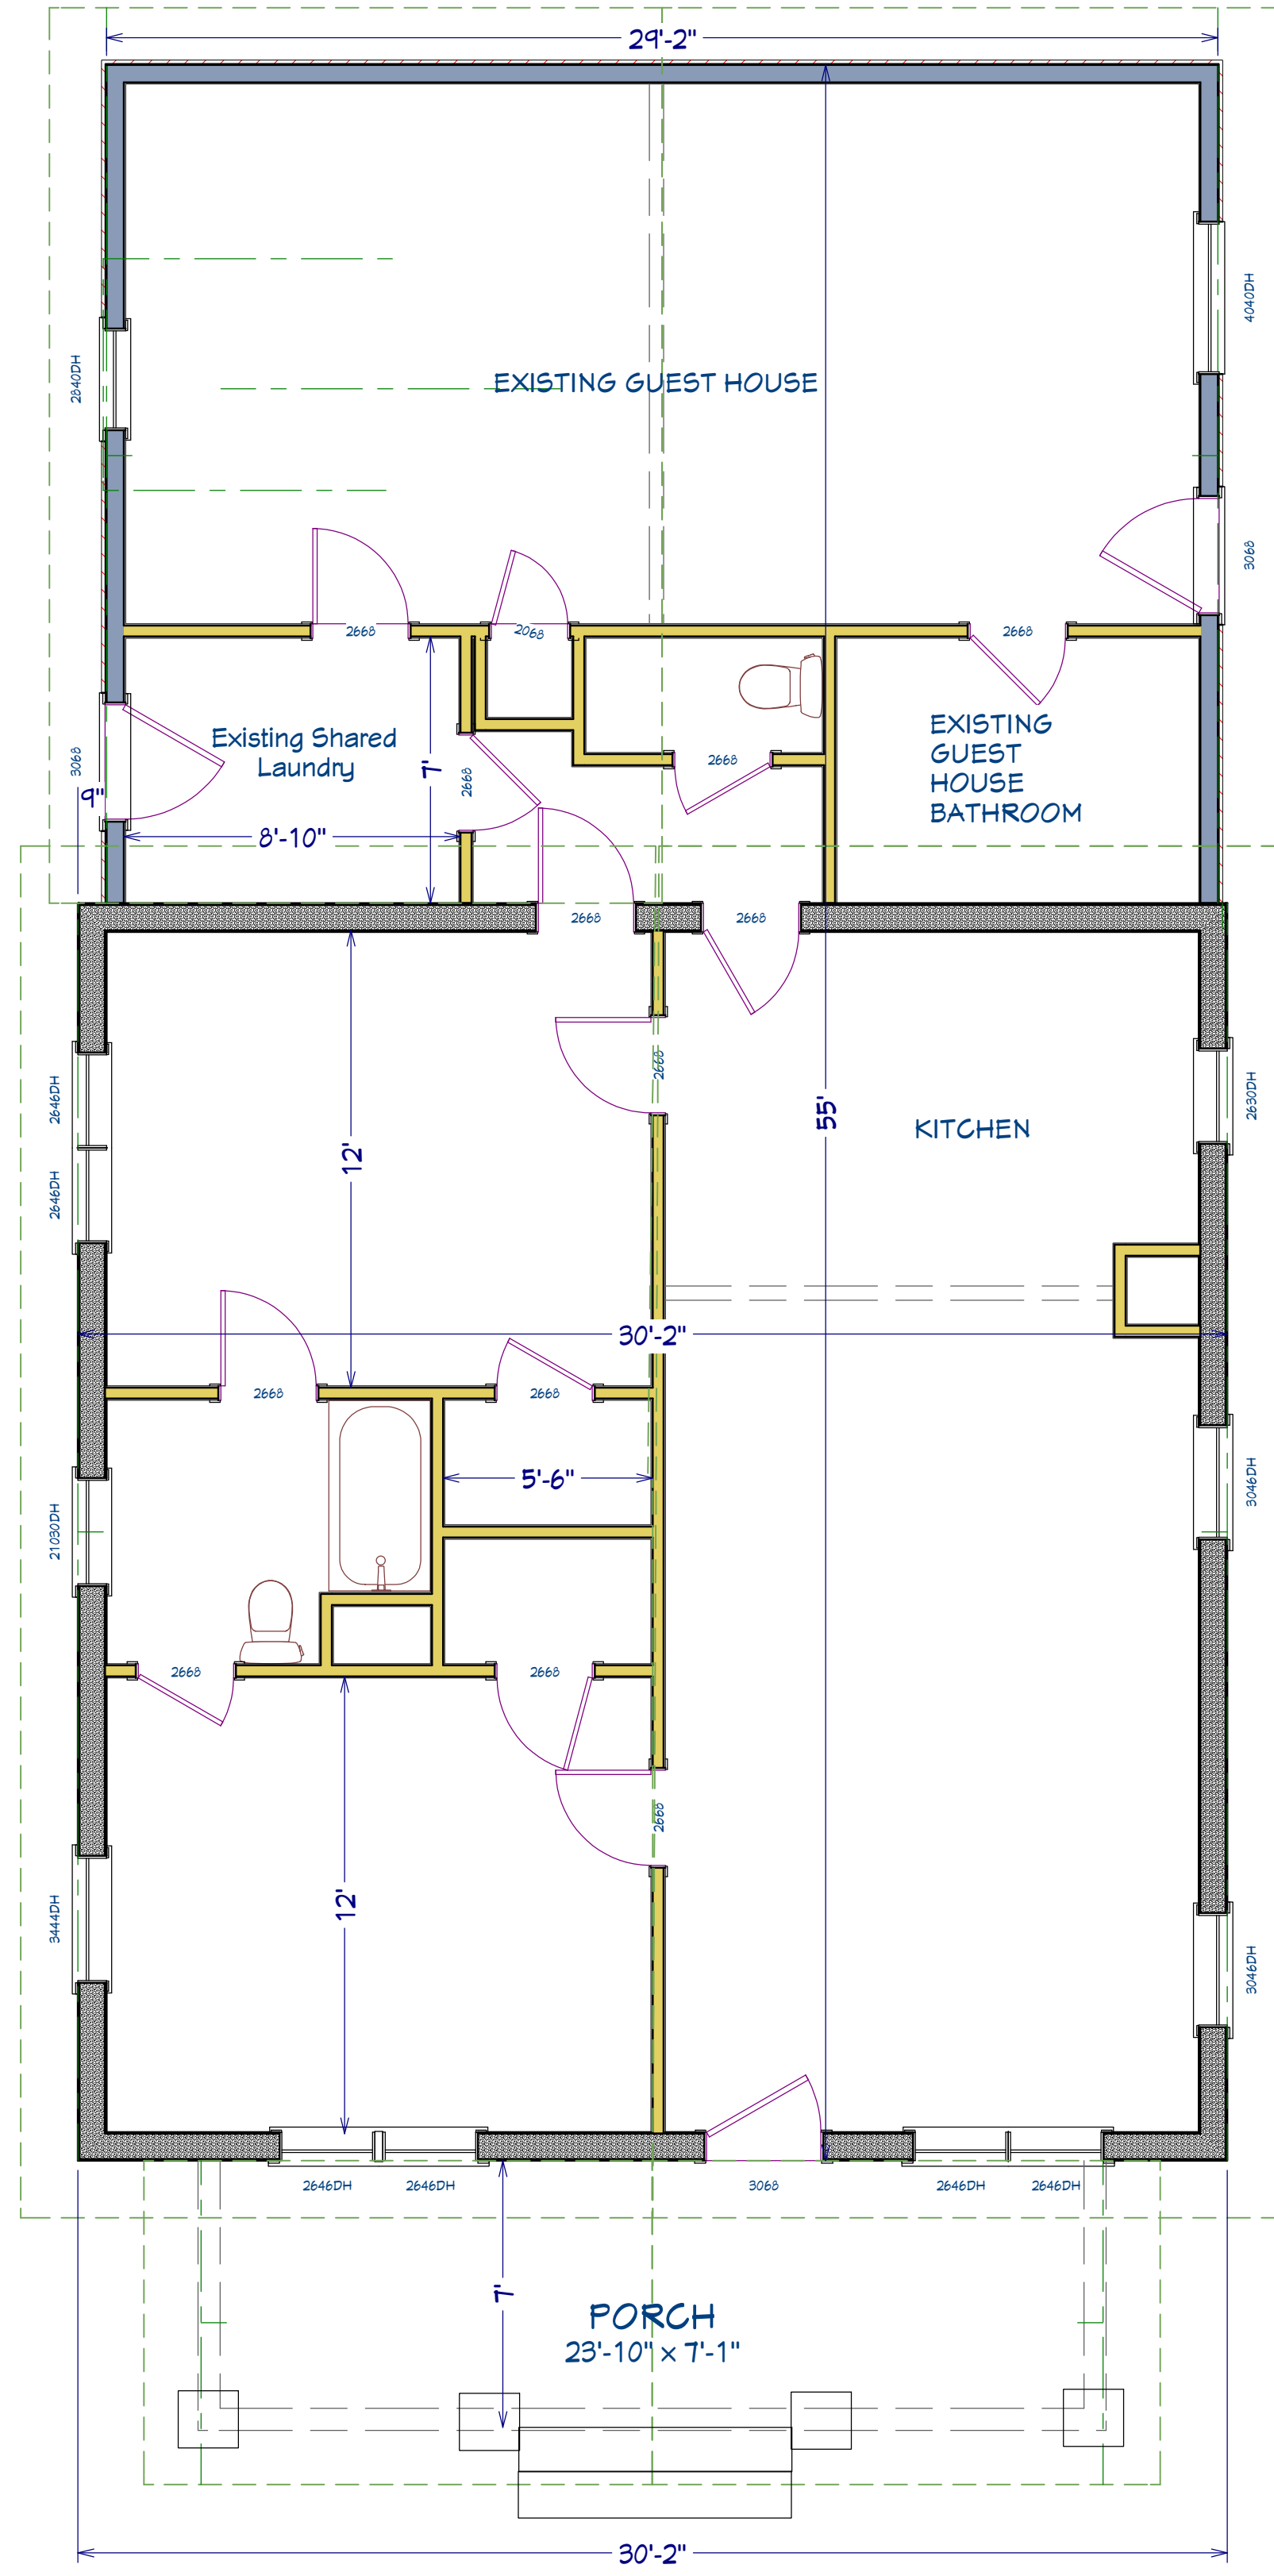 29'-2"
4040DH
2840DH
EXISTING GUEST HOUSE
3068
2668
2068
2668
Existing Shared
Laundry
7'
2668
2668
EXISTING
GUEST
HOUSE
BATHROOM
3068
9"
8'-10"
2668
2668
2668
2646DH
2630DH
55'
KITCHEN
12'
2646DH
30'-2"
2668
2668
5'-6"
3046DH
21030DH
2668
2668
2668
12'
3444DH
3046DH
2646DH
2646DH
3068
2646DH
2646DH
7'
PORCH
23'-10" x 7'-1"
30'-2"